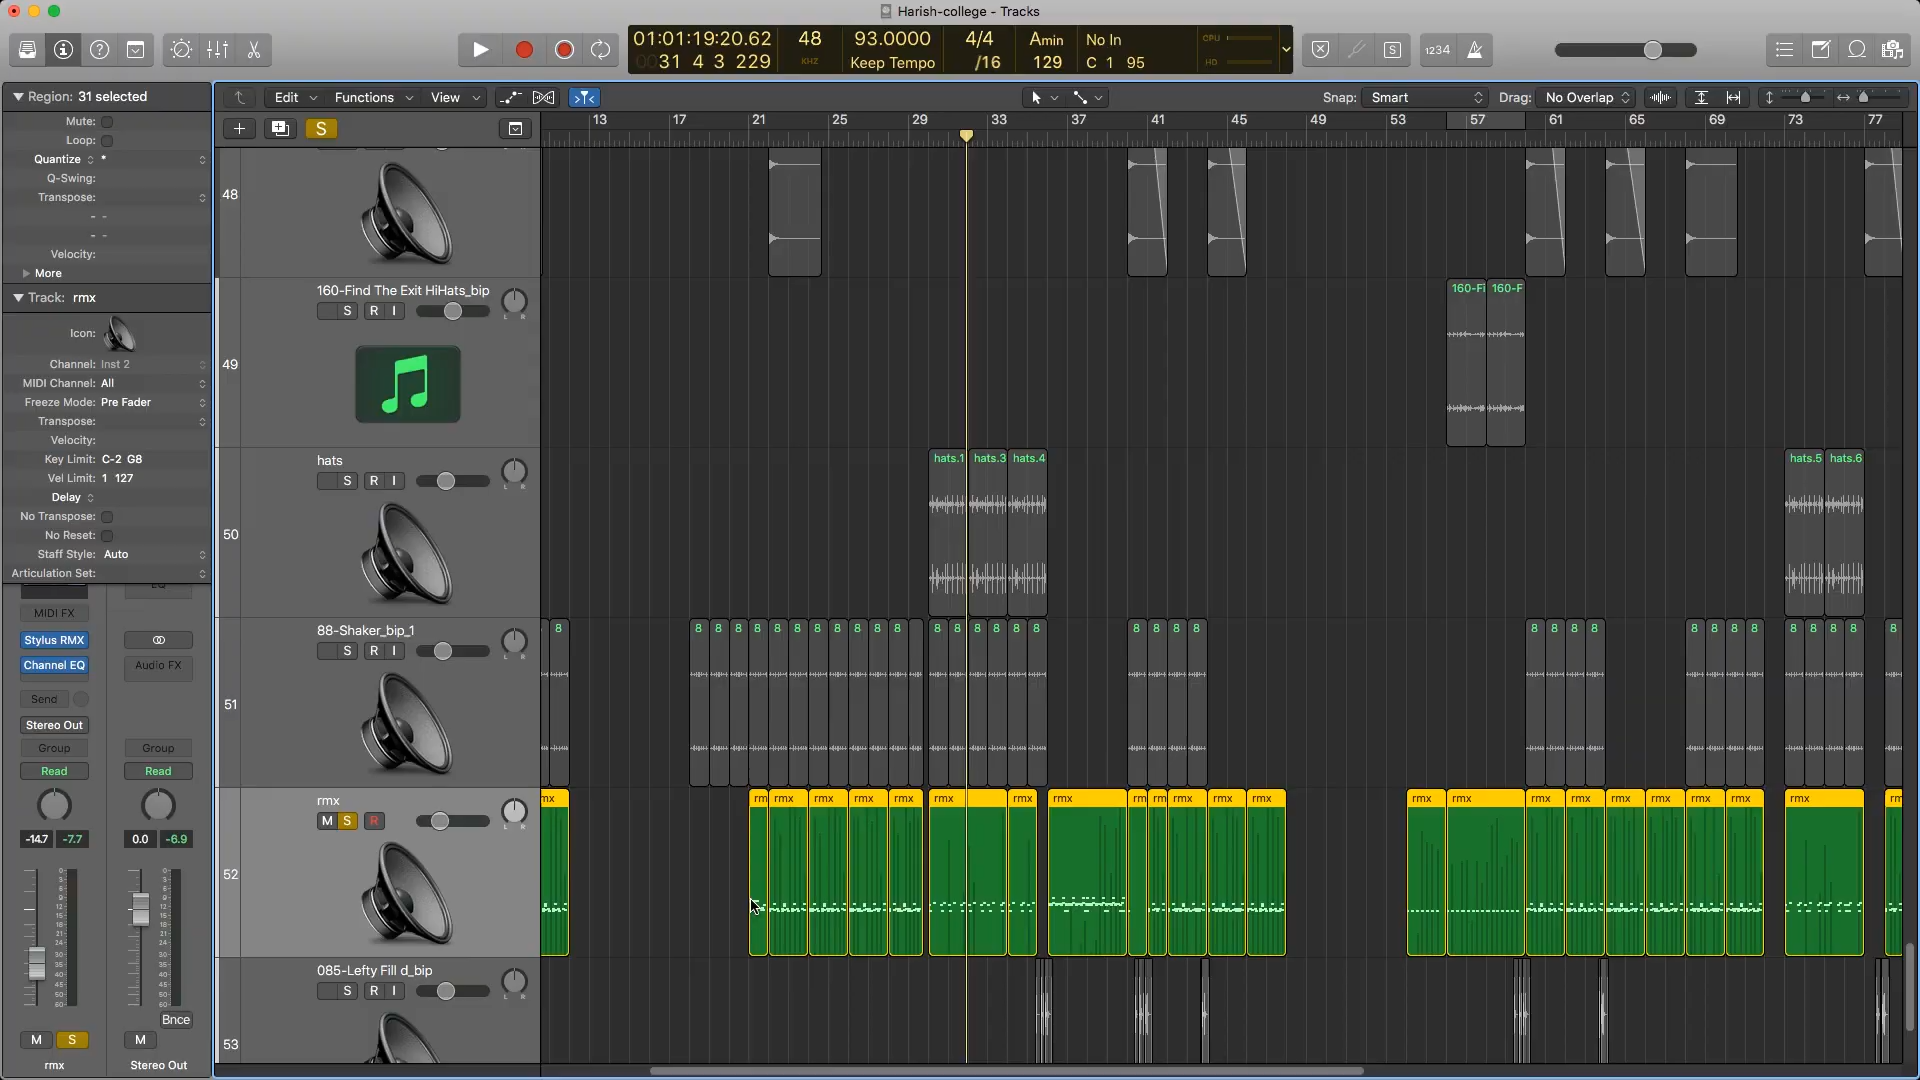 Harish-college - Tracks
01:01:19:20.62
48
93.0000
4/4
Amin
No In
CPU
0031 4 3 229
KHZ
Keep Tempo
/16
129
C 1 95
HD
1234
Region: 31 selected
Edit
Functions
View
Snap: Smart
Drag: No Overlap
Mute:
Loop:
Quantize *
Q-Swing:
Transpose:
- -
- -
Velocity:
More
Track: rmx
Icon:
Channel: Inst 2
MIDI Channel: All
Freeze Mode: Pre Fader
Transpose:
Velocity:
Key Limit: C-2 G8
Vel Limit: 1 127
Delay
No Transpose:
No Reset:
Staff Style: Auto
Articulation Set:
EQ
MIDI FX
Stylus RMX
Channel EQ
Audio FX
Send
Stereo Out
Group Group
Read Read
-14.7 -7.7 0.0 -6.9
Bnce
M S M
rmx Stereo Out
S
13 17 21 25 29 33 37 41 45 49 53 57 61 65 69 73 77
48
49
160-Find The Exit HiHats_bip
S R I
L R
160-Fi 160-F
50
hats
S R I
L R
hats.1 hats.3 hats.4 hats.5 hats.6
51
88-Shaker_bip_1
S R I
L R
8 8 8 8 8 8 8 8 8 8 8 8 8 8 8 8 8 8 8 8 8 8 8 8 8 8 8 8 8 8 8 8 8 8 8
52
rmx
M S R
L R
rmx rmx rmx rmx rmx rmx rmx rmx rmx rmx rmx rmx rmx rmx rmx rmx rmx rmx rmx
53
085-Lefty Fill d_bip
S R I
L R